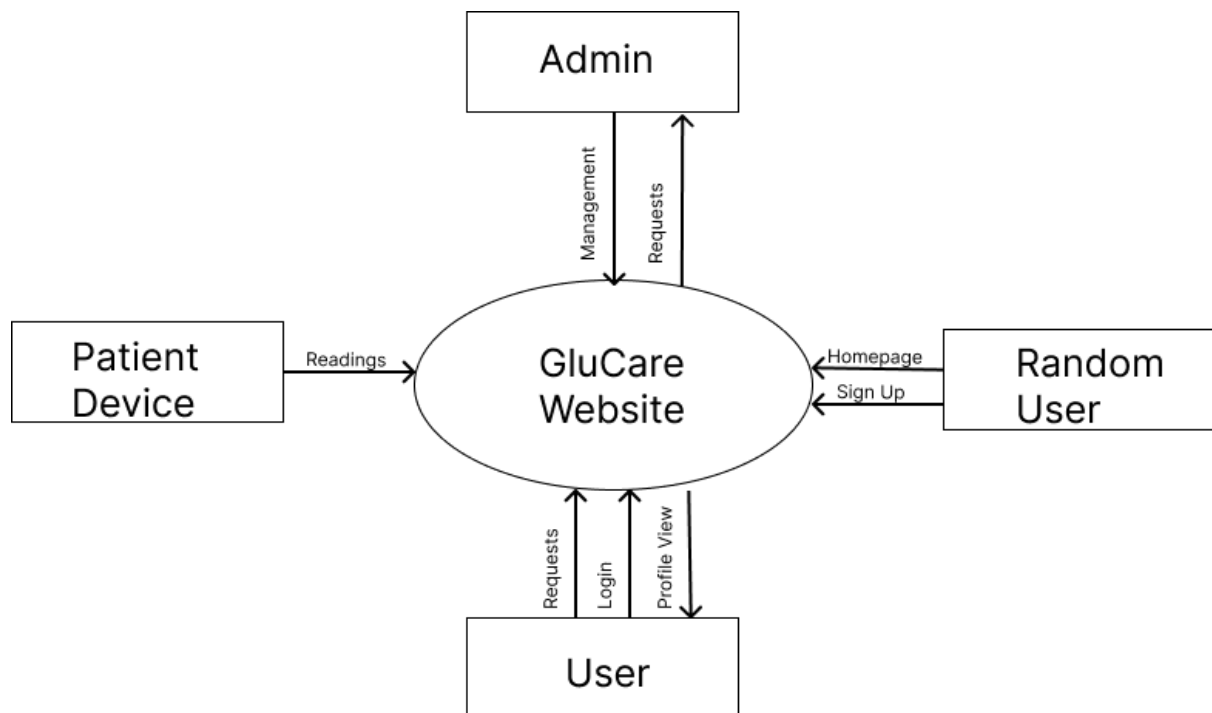 Admin
Management
Requests
Patient
Device
Readings
GluCare
Website
Homepage
Sign Up
Random
User
Requests
Login
Profile View
User